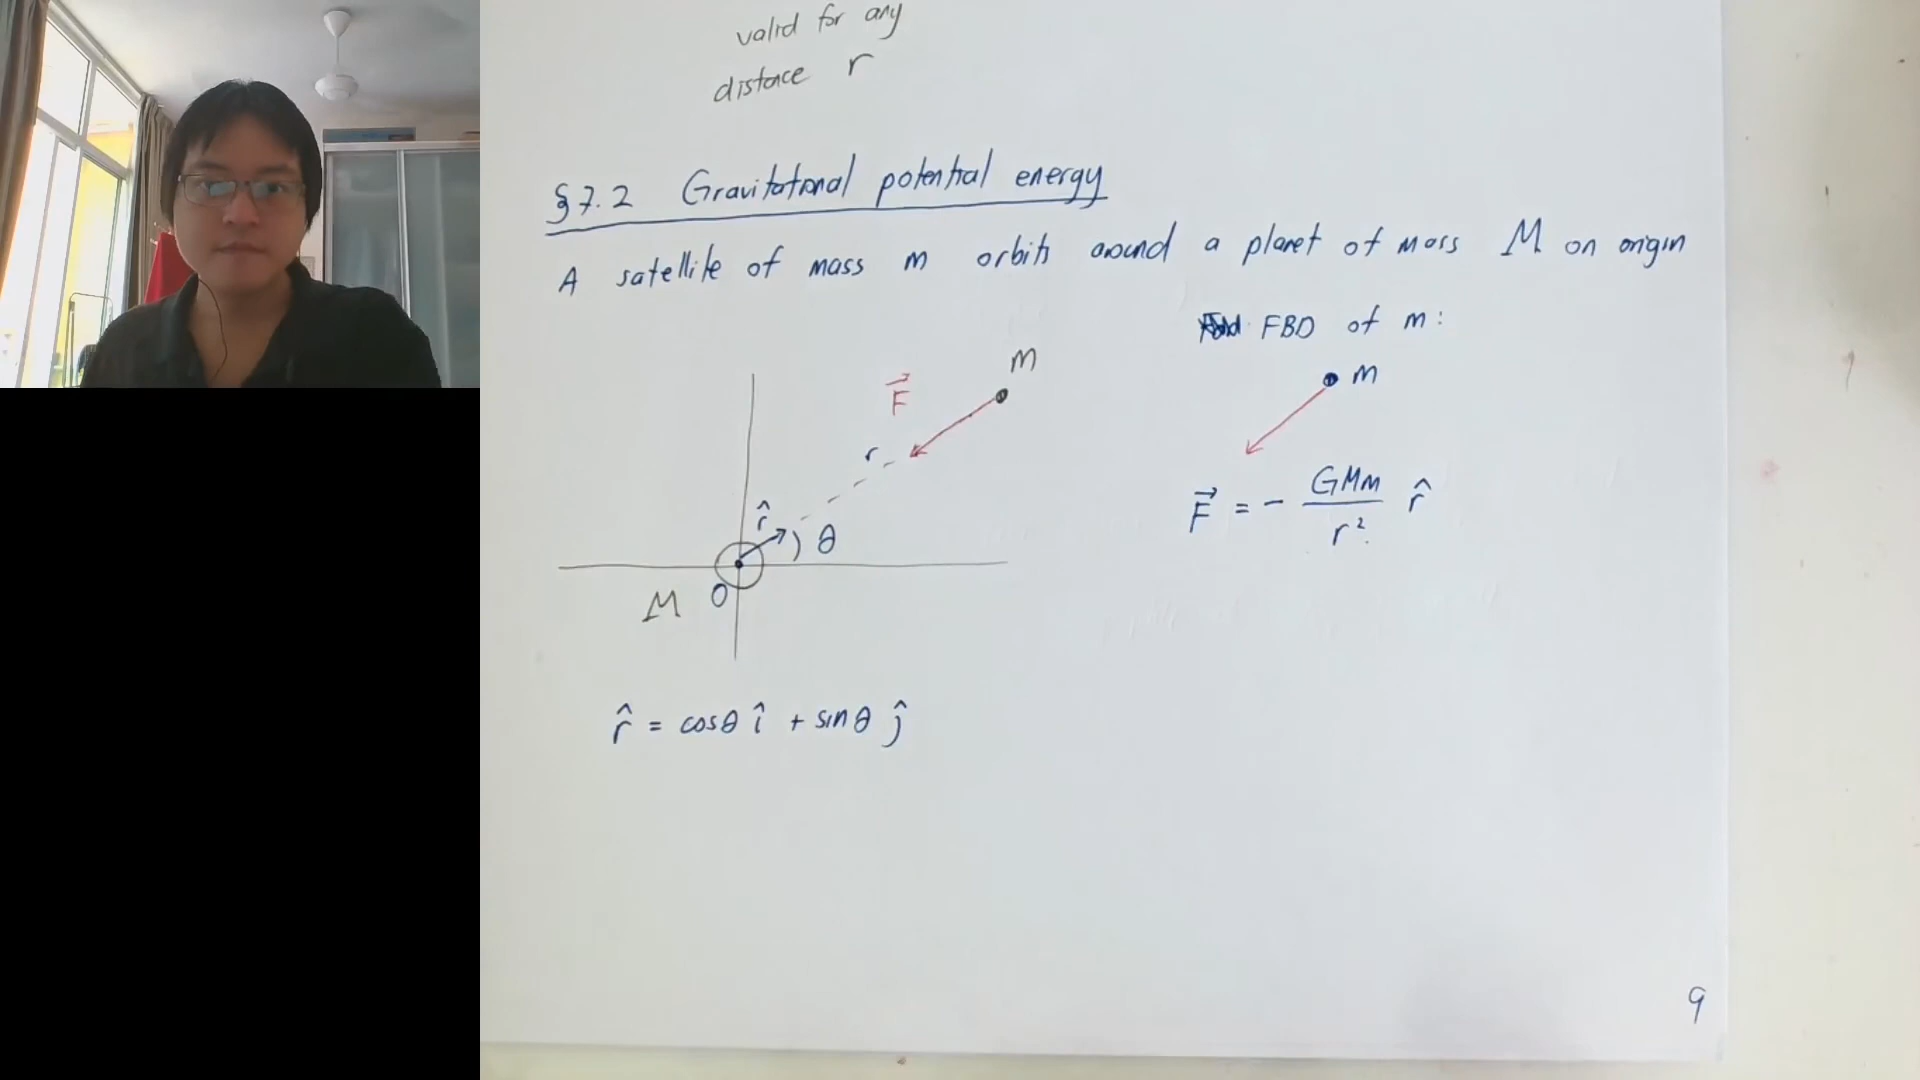 valid for any
distance r
§7.2 Gravitational potential energy
A satellite of mass m orbits around a planet of mass M on origin
FBD of m:
m
F⃗
m
r
F⃗ = - GMm/r² r̂
r̂
θ
M
O
r̂ = cosθ î + sinθ ĵ
9